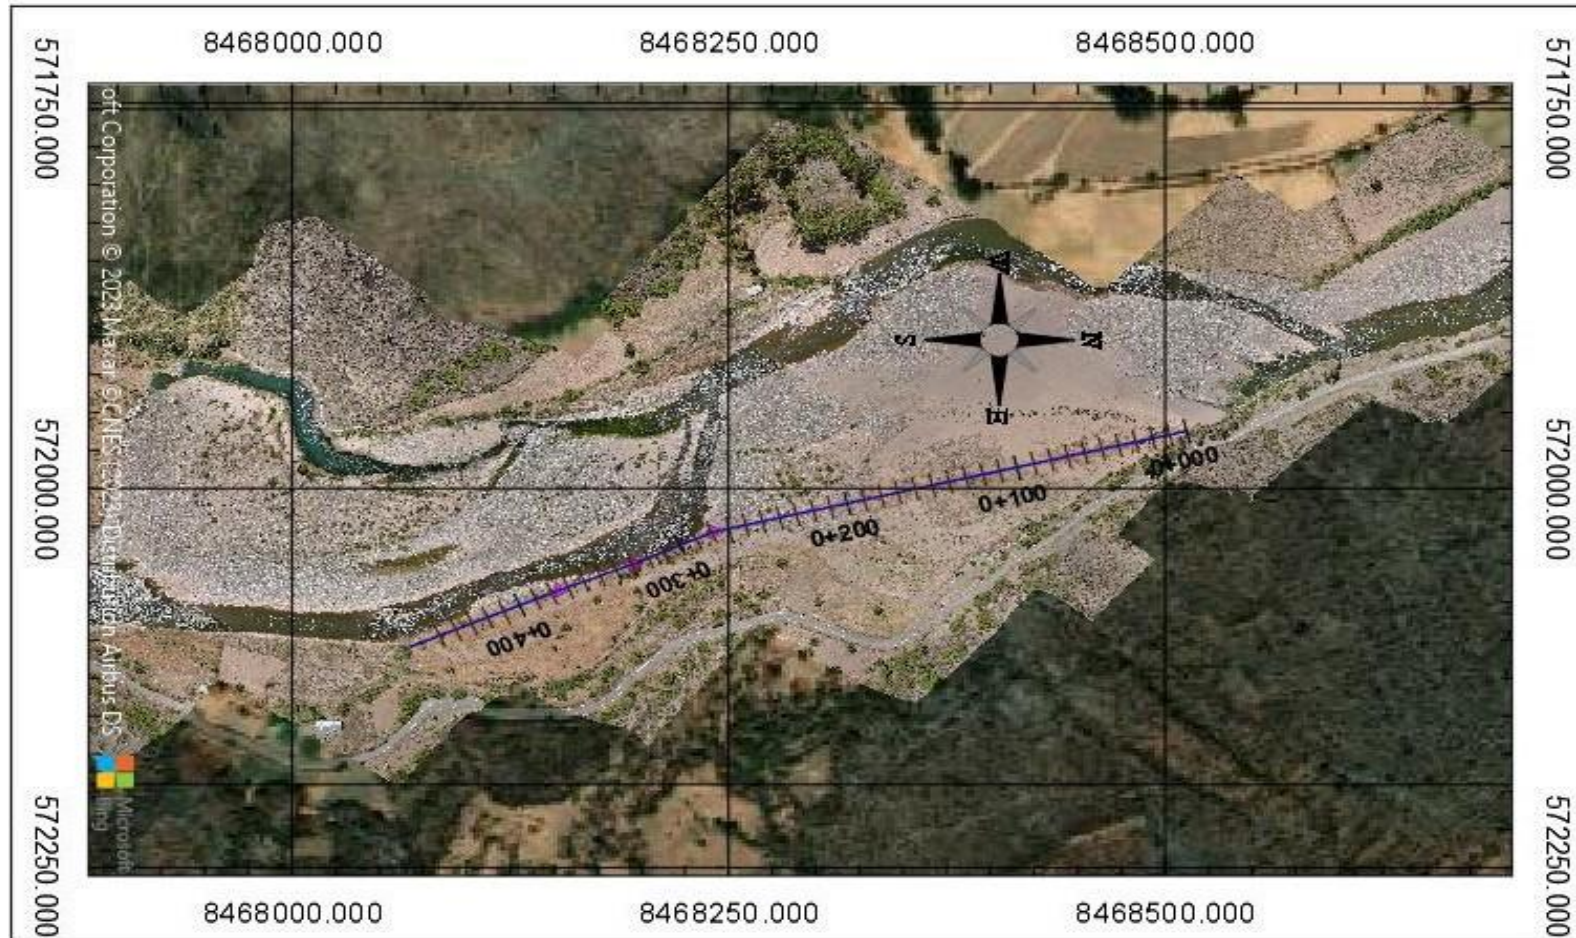 8468000.000 8468250.000 8468500.000
571750.000 571750.000
A
S N
E
572000.000 572000.000
0+000
0+100
0+200
0+300
0+400
oft Corporation © 2023 Maxar ©CNES (2023) Distribution Airbus DS
Microsoft
Bing
572250.000 572250.000
8468000.000 8468250.000 8468500.000